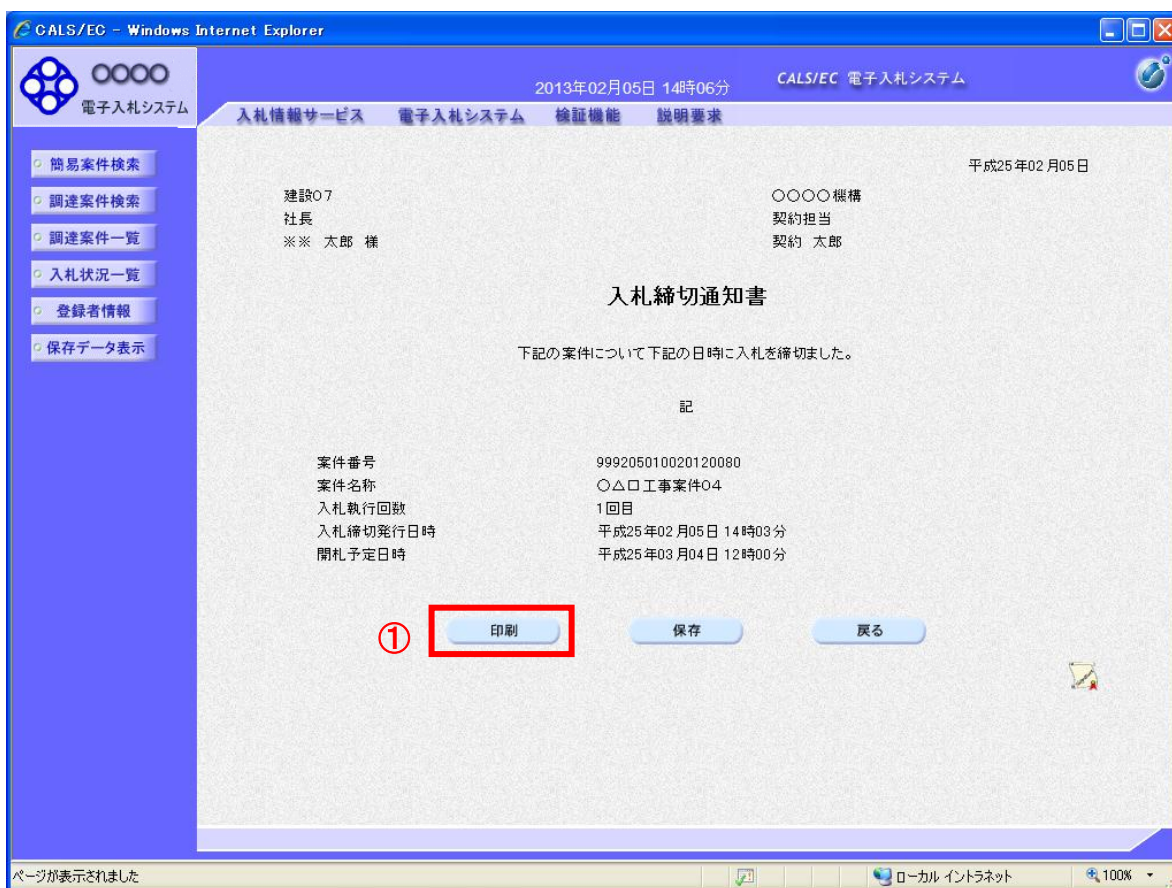 CALS/EC - Windows Internet Explorer
〇〇〇〇
電子入札システム
2013年02月05日 14時06分
CALS/EC 電子入札システム
入札情報サービス 電子入札システム 検証機能 説明要求
簡易案件検索
調達案件検索
調達案件一覧
入札状況一覧
登録者情報
保存データ表示
平成25年02月05日
建設07
社長
※※ 太郎 様
〇〇〇〇機構
契約担当
契約 太郎
入札締切通知書
下記の案件について下記の日時に入札を締切ました。
記
案件番号 999205010020120080
案件名称 〇△口工事案件04
入札執行回数 1回目
入札締切発行日時 平成25年02月05日 14時03分
開札予定日時 平成25年03月04日 12時00分
① 印刷 保存 戻る
ページが表示されました ローカル イントラネット 100%